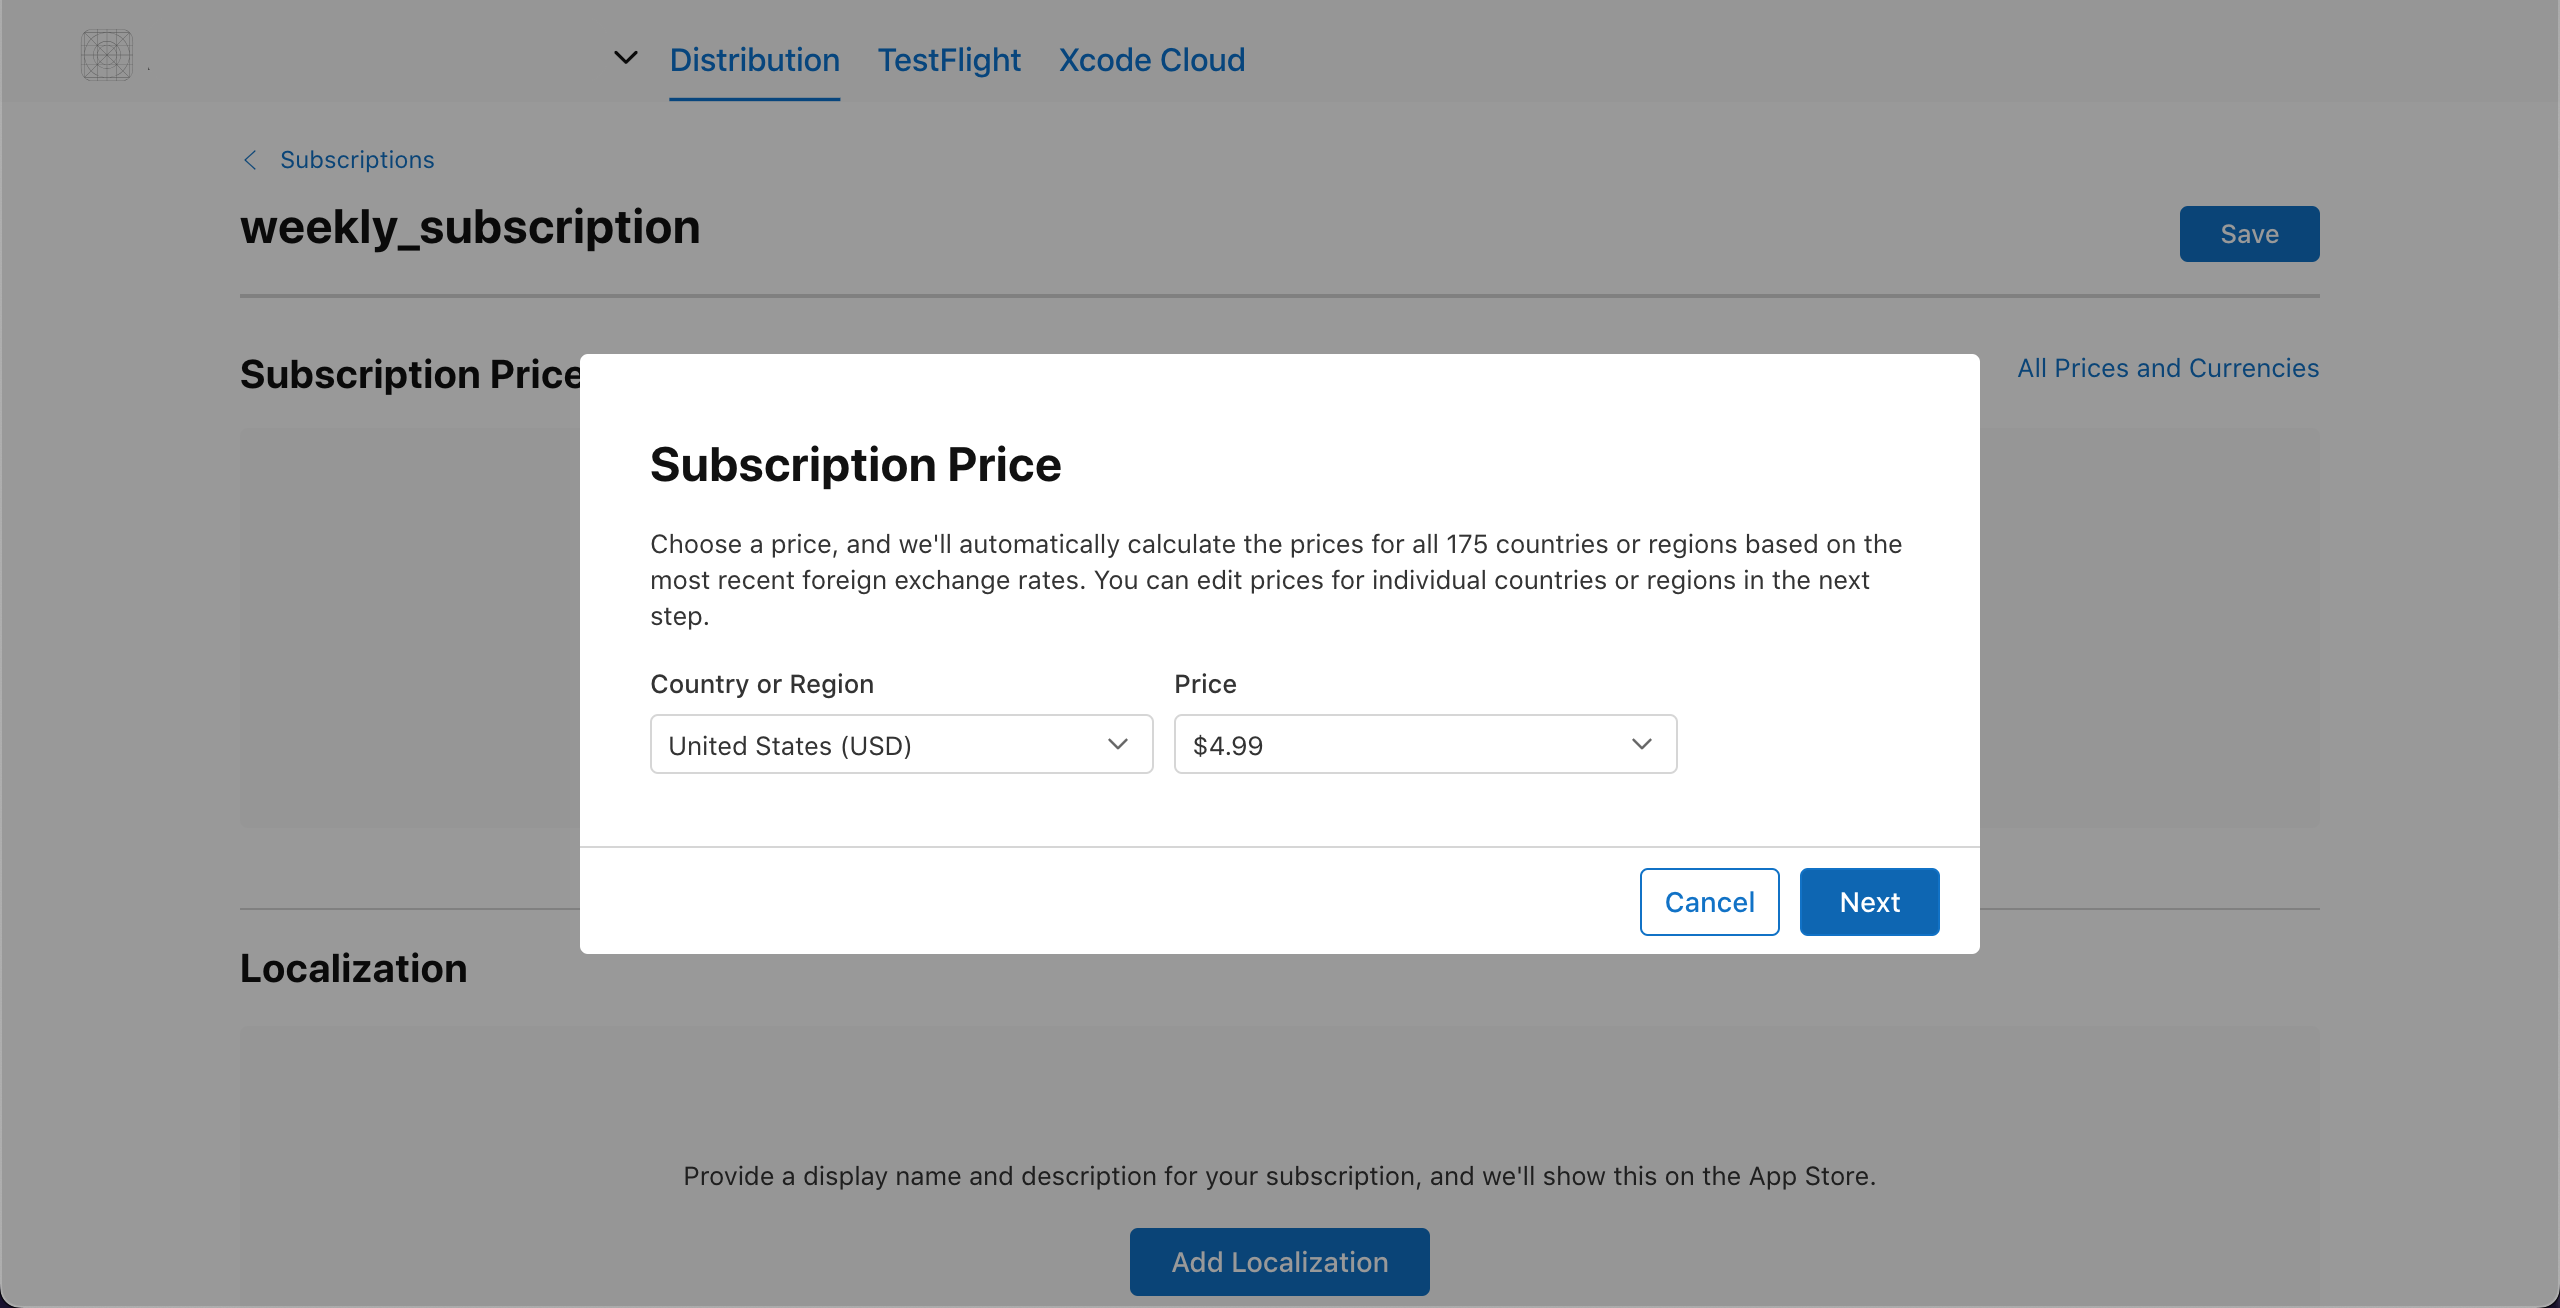 Distribution TestFlight Xcode Cloud
Subscriptions
weekly_subscription
Save
Subscription Price
All Prices and Currencies
Subscription Price
Choose a price, and we'll automatically calculate the prices for all 175 countries or regions based on the
most recent foreign exchange rates. You can edit prices for individual countries or regions in the next
step.
Country or Region Price
United States (USD) $4.99
Cancel Next
Localization
Provide a display name and description for your subscription, and we'll show this on the App Store.
Add Localization